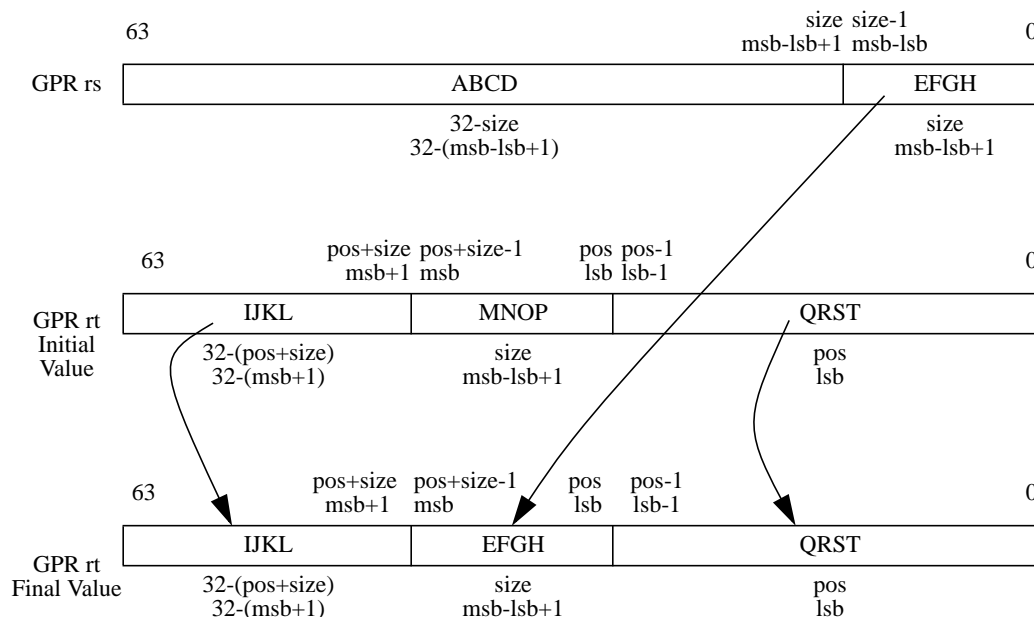 63 size size-1 0
msb-lsb+1 msb-lsb
GPR rs ABCD EFGH
32-size size
32-(msb-lsb+1) msb-lsb+1
63 pos+size pos+size-1 pos pos-1 0
msb+1 msb lsb lsb-1
GPR rt IJKL MNOP QRST
Initial
Value
32-(pos+size) size pos
32-(msb+1) msb-lsb+1 lsb
63 pos+size pos+size-1 pos pos-1 0
msb+1 msb lsb lsb-1
GPR rt IJKL EFGH QRST
Final Value
32-(pos+size) size pos
32-(msb+1) msb-lsb+1 lsb